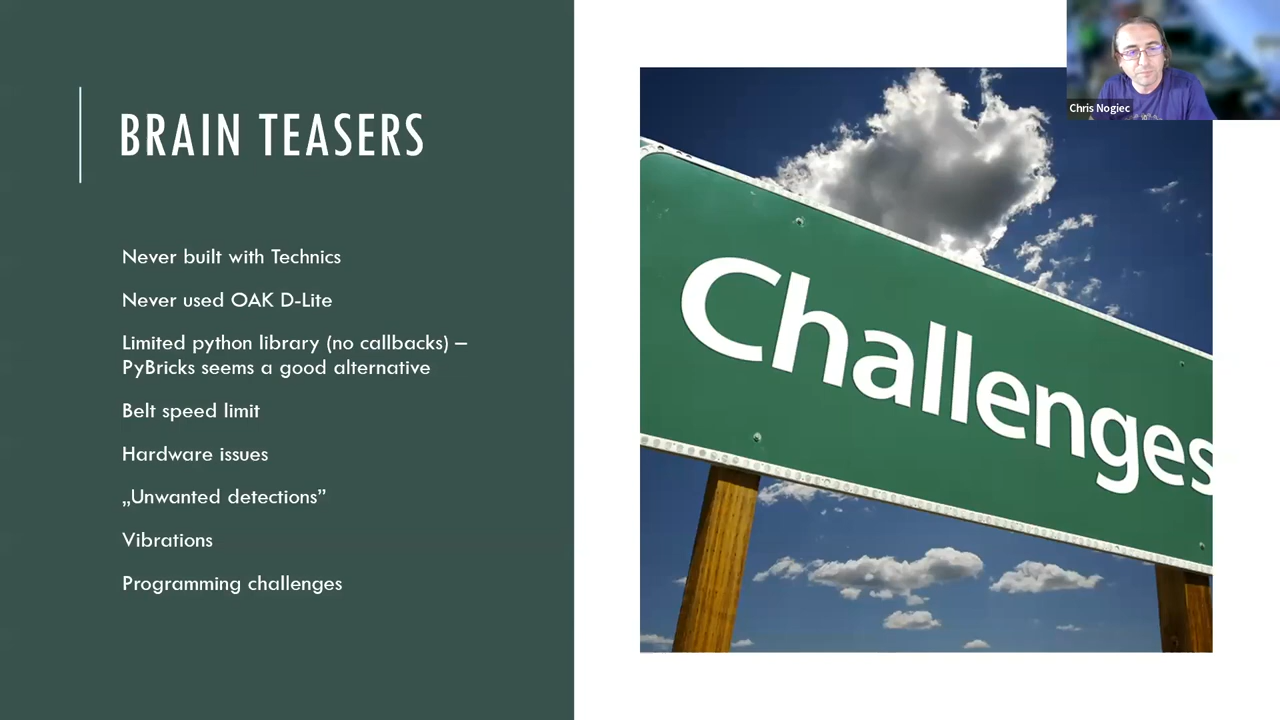 BRAIN TEASERS
Never built with Technics
Never used OAK D-Lite
Limited python library (no callbacks) –
PyBricks seems a good alternative
Belt speed limit
Hardware issues
„Unwanted detections”
Vibrations
Programming challenges
Challenges
Chris Nogiec